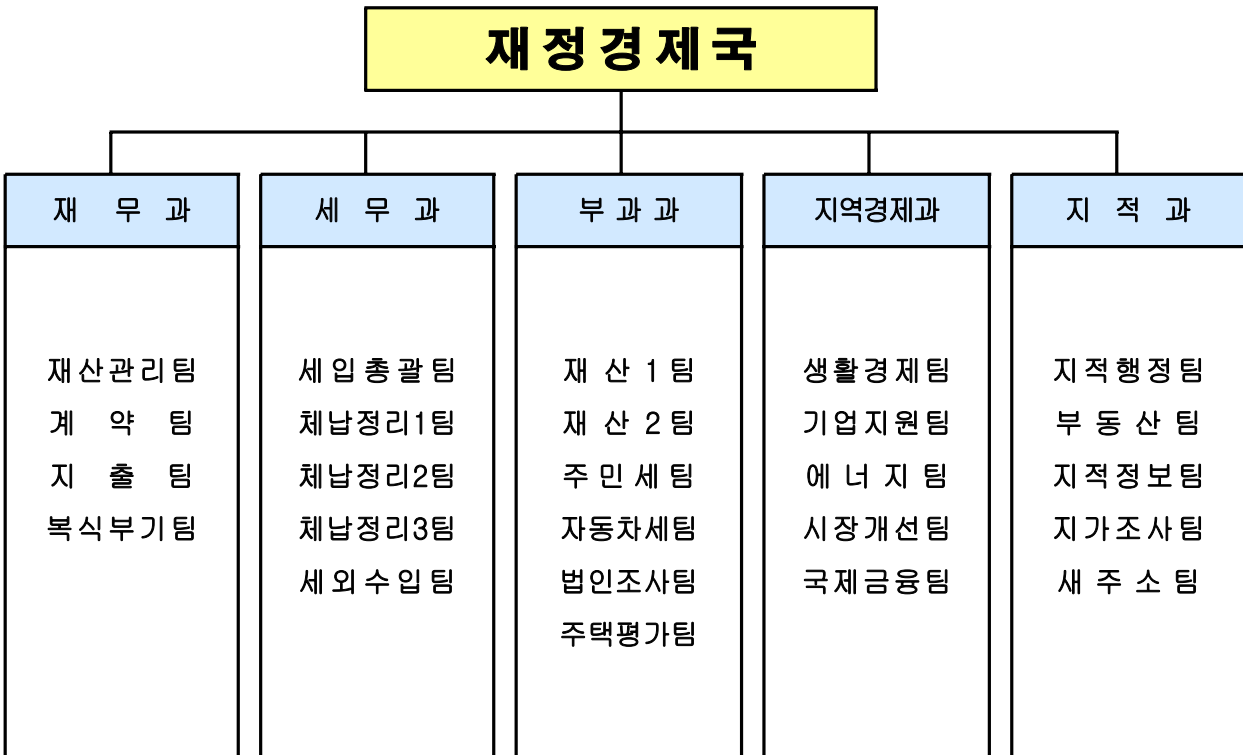 재정경제국
재 무 과
재산관리팀
계 약 팀
지 출 팀
복식부기팀
세 무 과
세입총괄팀
체납정리1팀
체납정리2팀
체납정리3팀
세외수입팀
부 과 과
재 산 1 팀
재 산 2 팀
주 민 세 팀
자동차세팀
법인조사팀
주택평가팀
지역경제과
생활경제팀
기업지원팀
에 너 지 팀
시장개선팀
국제금융팀
지 적 과
지적행정팀
부 동 산 팀
지적정보팀
지가조사팀
새 주 소 팀